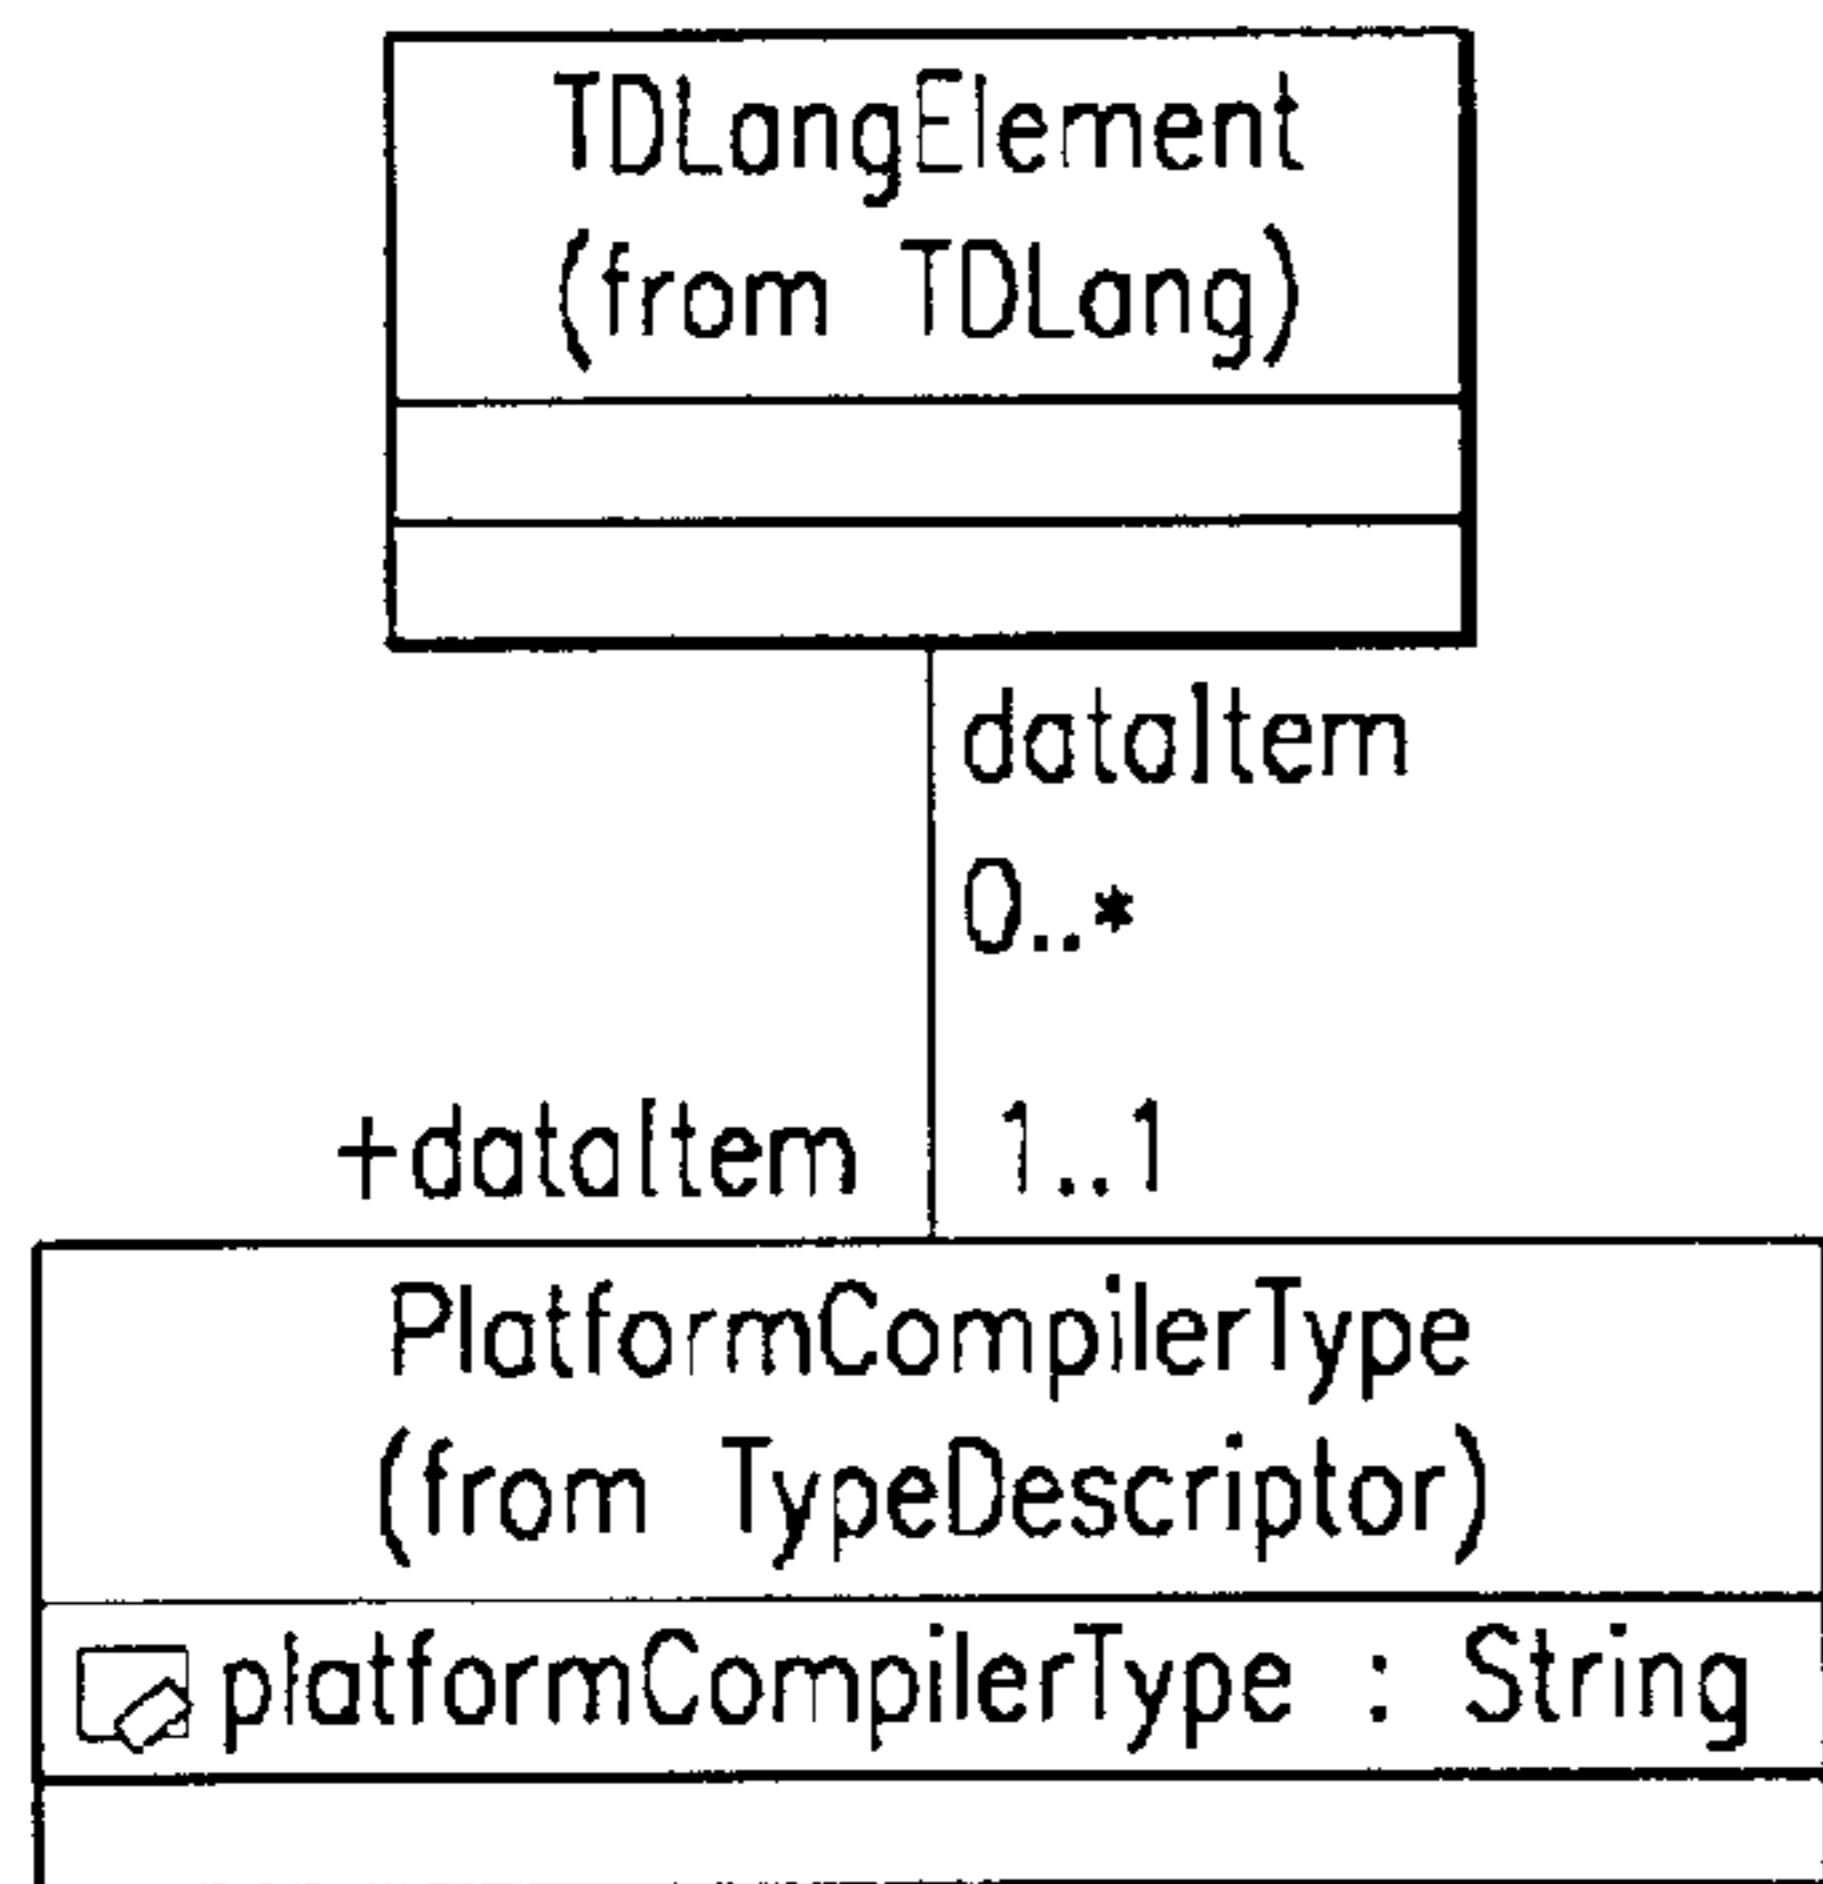 TDLangElement
(from TDLang)
dataItem
0..*
+dataItem 1..1
PlatformCompilerType
(from TypeDescriptor)
platformCompilerType : String